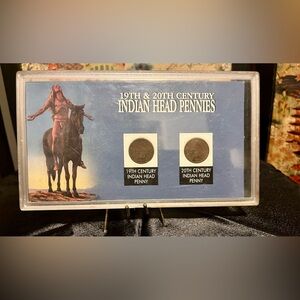 19TH & 20TH CENTURY
INDIAN HEAD PENNIES
19TH CENTURY
INDIAN HEAD
PENNY
20TH CENTURY
INDIAN HEAD
PENNY